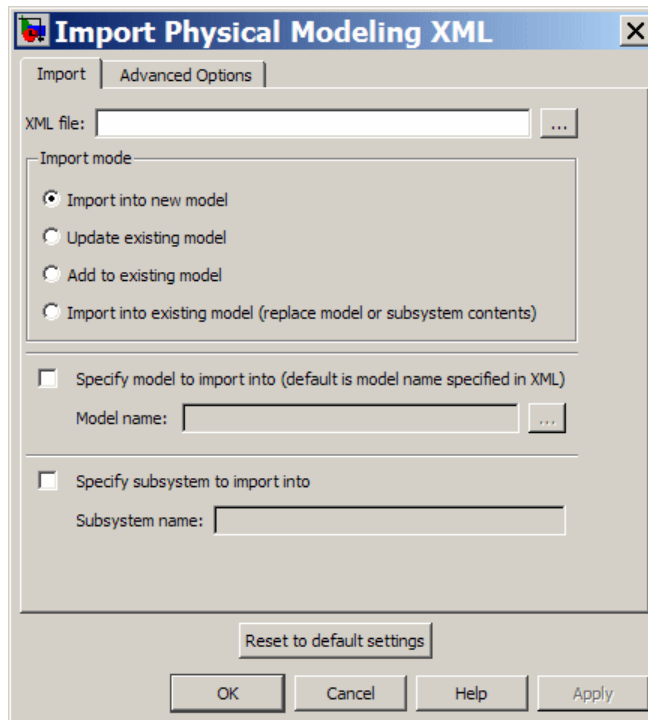 Import Physical Modeling XML
Import
Advanced Options
XML file:
...
Import mode
Import into new model
Update existing model
Add to existing model
Import into existing model (replace model or subsystem contents)
Specify model to import into (default is model name specified in XML)
Model name:
...
Specify subsystem to import into
Subsystem name:
Reset to default settings
OK
Cancel
Help
Apply